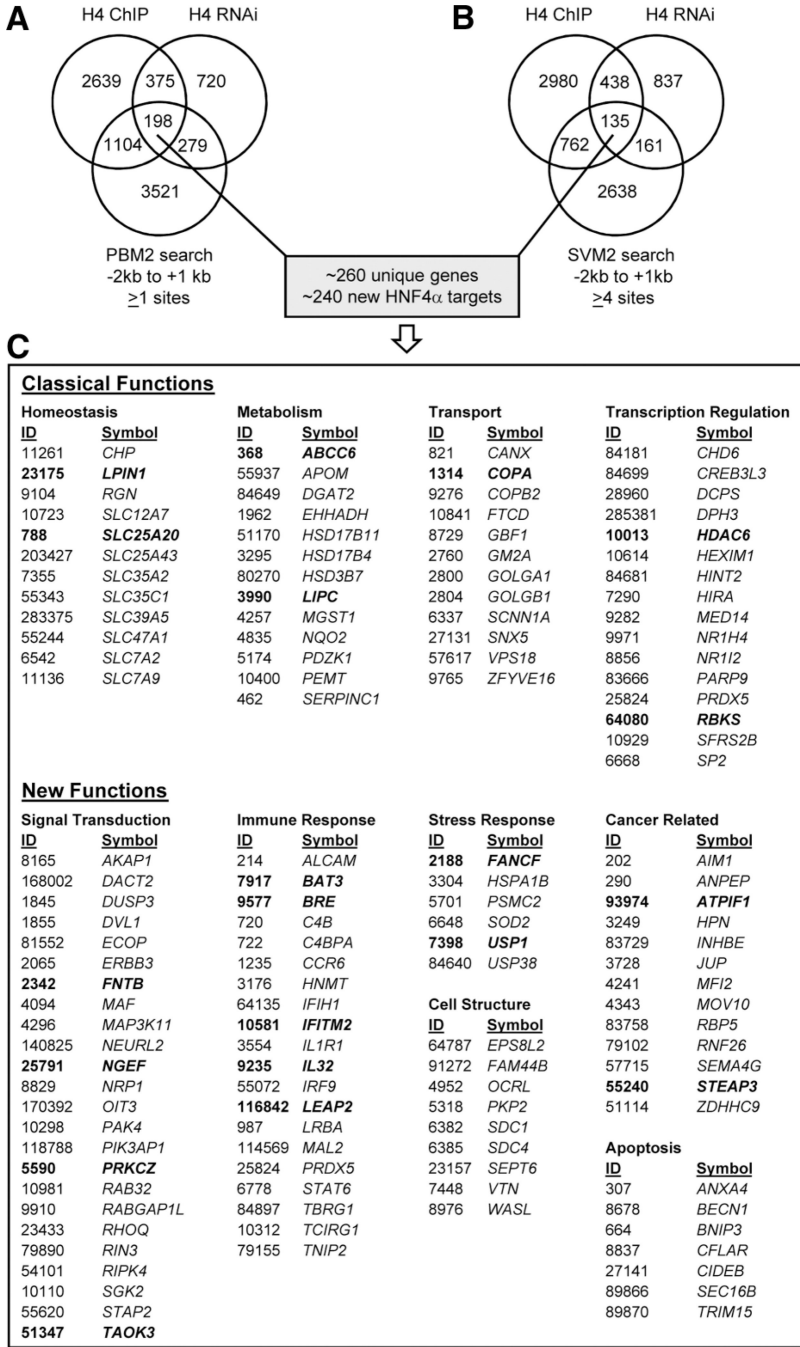 A
H4 ChIP H4 RNAi
2639 375 720
198
1104 279
3521
PBM2 search
-2kb to +1 kb
≥1 sites
B
H4 ChIP H4 RNAi
2980 438 837
135
762 161
2638
SVM2 search
-2kb to +1kb
≥4 sites
~260 unique genes
~240 new HNF4α targets
C
Classical Functions
Homeostasis
ID Symbol
11261 CHP
23175 LPIN1
9104 RGN
10723 SLC12A7
788 SLC25A20
203427 SLC25A43
7355 SLC35A2
55343 SLC35C1
283375 SLC39A5
55244 SLC47A1
6542 SLC7A2
11136 SLC7A9
Metabolism
ID Symbol
368 ABCC6
55937 APOM
84649 DGAT2
1962 EHHADH
51170 HSD17B11
3295 HSD17B4
80270 HSD3B7
3990 LIPC
4257 MGST1
4835 NQO2
5174 PDZK1
10400 PEMT
462 SERPINC1
Transport
ID Symbol
821 CANX
1314 COPA
9276 COPB2
10841 FTCD
8729 GBF1
2760 GM2A
2800 GOLGA1
2804 GOLGB1
6337 SCNN1A
27131 SNX5
57617 VPS18
9765 ZFYVE16
Transcription Regulation
ID Symbol
84181 CHD6
84699 CREB3L3
28960 DCPS
285381 DPH3
10013 HDAC6
10614 HEXIM1
84681 HINT2
7290 HIRA
9282 MED14
9971 NR1H4
8856 NR1I2
83666 PARP9
25824 PRDX5
64080 RBKS
10929 SFRS2B
6668 SP2
New Functions
Signal Transduction
ID Symbol
8165 AKAP1
168002 DACT2
1845 DUSP3
1855 DVL1
81552 ECOP
2065 ERBB3
2342 FNTB
4094 MAF
4296 MAP3K11
140825 NEURL2
25791 NGEF
8829 NRP1
170392 OIT3
10298 PAK4
118788 PIK3AP1
5590 PRKCZ
10981 RAB32
9910 RABGAP1L
23433 RHOQ
79890 RIN3
54101 RIPK4
10110 SGK2
55620 STAP2
51347 TAOK3
Immune Response
ID Symbol
214 ALCAM
7917 BAT3
9577 BRE
720 C4B
722 C4BPA
1235 CCR6
3176 HNMT
64135 IFIH1
10581 IFITM2
3554 IL1R1
9235 IL32
55072 IRF9
116842 LEAP2
987 LRBA
114569 MAL2
25824 PRDX5
6778 STAT6
84897 TBRG1
10312 TCIRG1
79155 TNIP2
Stress Response
ID Symbol
2188 FANCF
3304 HSPA1B
5701 PSMC2
6648 SOD2
7398 USP1
84640 USP38
Cell Structure
ID Symbol
64787 EPS8L2
91272 FAM44B
4952 OCRL
5318 PKP2
6382 SDC1
6385 SDC4
23157 SEPT6
7448 VTN
8976 WASL
Cancer Related
ID Symbol
202 AIM1
290 ANPEP
93974 ATPIF1
3249 HPN
83729 INHBE
3728 JUP
4241 MFI2
4343 MOV10
83758 RBP5
79102 RNF26
57715 SEMA4G
55240 STEAP3
51114 ZDHHC9
Apoptosis
ID Symbol
307 ANXA4
8678 BECN1
664 BNIP3
8837 CFLAR
27141 CIDEB
89866 SEC16B
89870 TRIM15